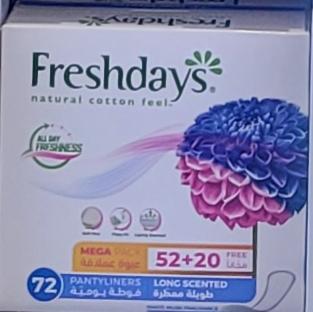 Freshdays®
natural cotton feel
ALL DAY
FRESHNESS
MEGA PACK
عبوة عملاقة
52+20 FREE
مجاناً
72 PANTYLINERS
فوطة يومية
LONG SCENTED
طويلة معطرة